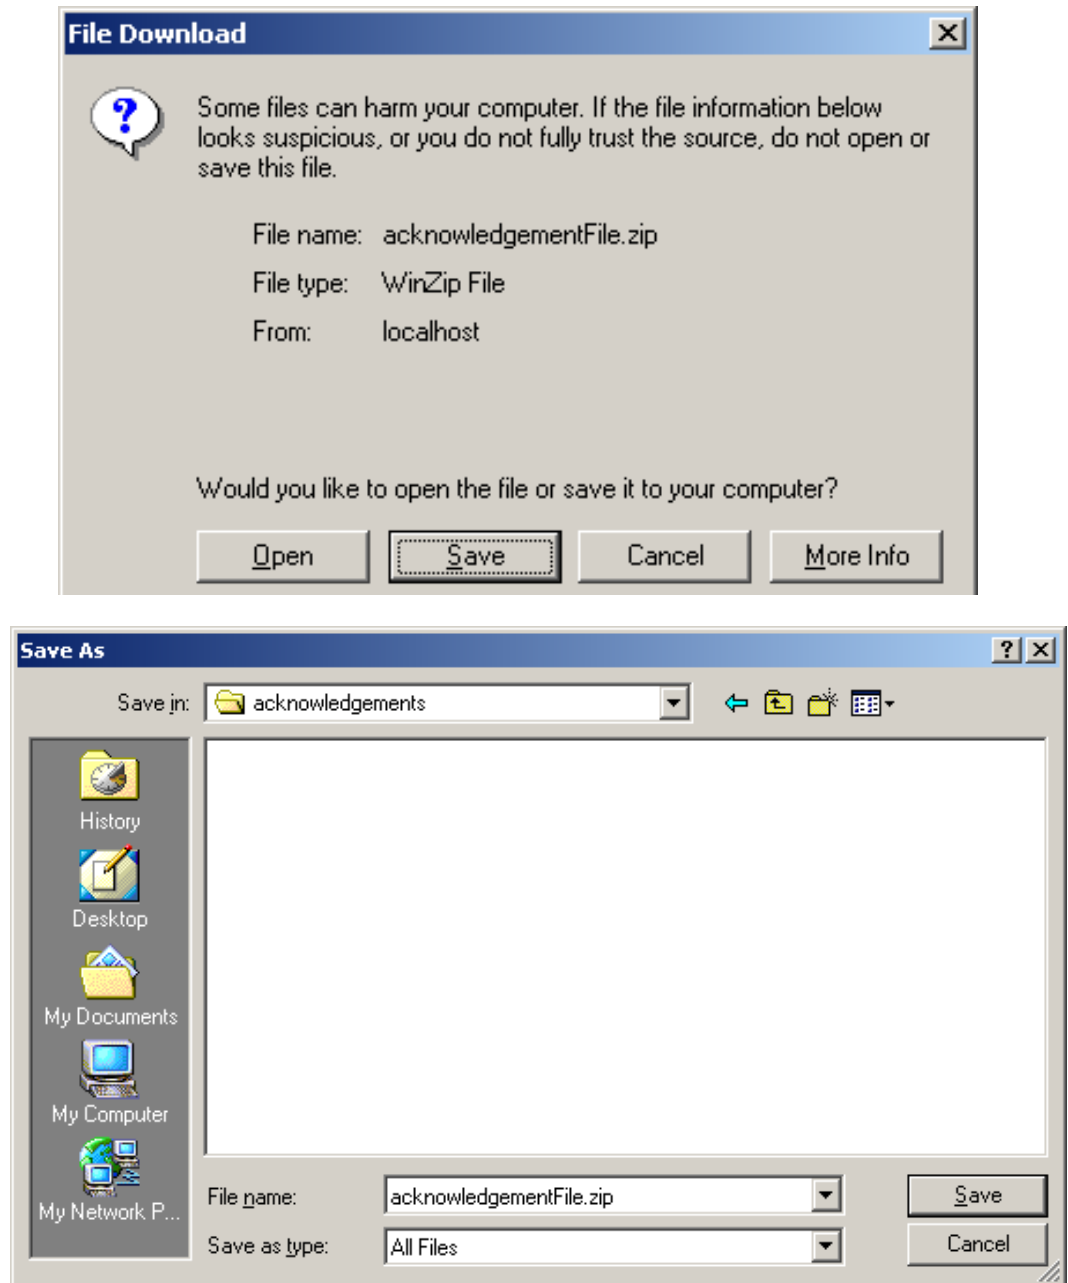 File Download
Some files can harm your computer. If the file information below
looks suspicious, or you do not fully trust the source, do not open or
save this file.
File name: acknowledgementFile.zip
File type: WinZip File
From: localhost
Would you like to open the file or save it to your computer?
Open Save Cancel More Info
Save As
Save in: acknowledgements
History
Desktop
My Documents
My Computer
My Network P...
File name: acknowledgementFile.zip Save
Save as type: All Files Cancel